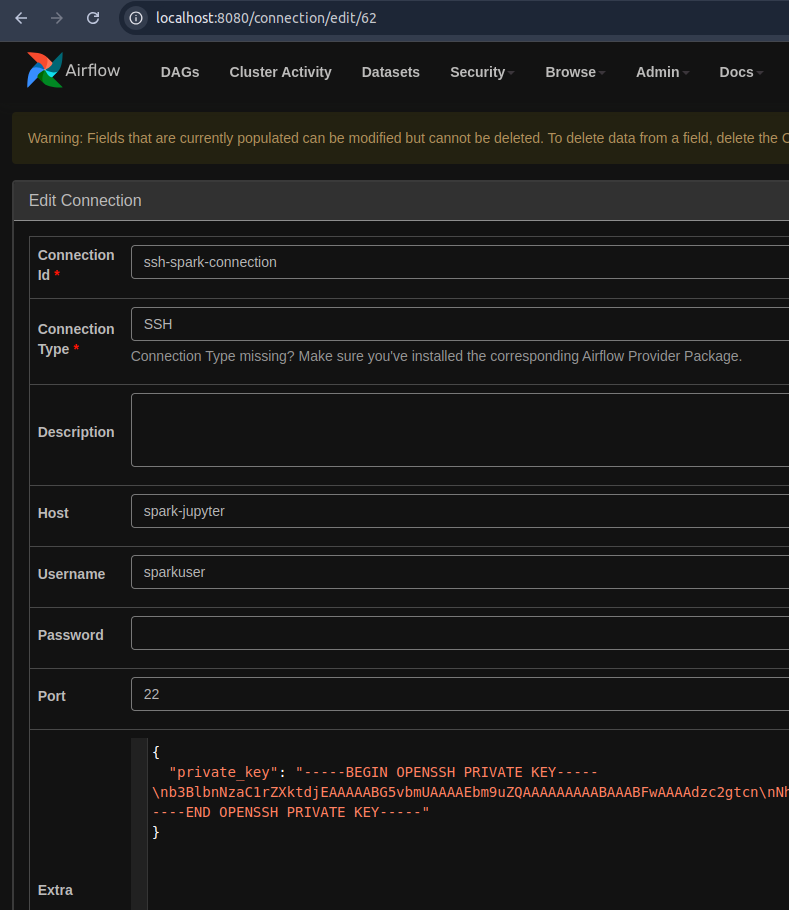 localhost:8080/connection/edit/62
Airflow DAGs Cluster Activity Datasets Security Browse Admin Docs
Warning: Fields that are currently populated can be modified but cannot be deleted. To delete data from a field, delete the C
Edit Connection
Connection Id * ssh-spark-connection
Connection Type * SSH
Connection Type missing? Make sure you've installed the corresponding Airflow Provider Package.
Description
Host spark-jupyter
Username sparkuser
Password
Port 22
Extra
{
"private_key": "-----BEGIN OPENSSH PRIVATE KEY-----
\nb3BlbnNzaC1rZXktdjEAAAAABG5vbmUAAAAEbm9uZQAAAAAAAAABAAABFwAAAAdzc2gtcn\nNh
----END OPENSSH PRIVATE KEY-----"
}